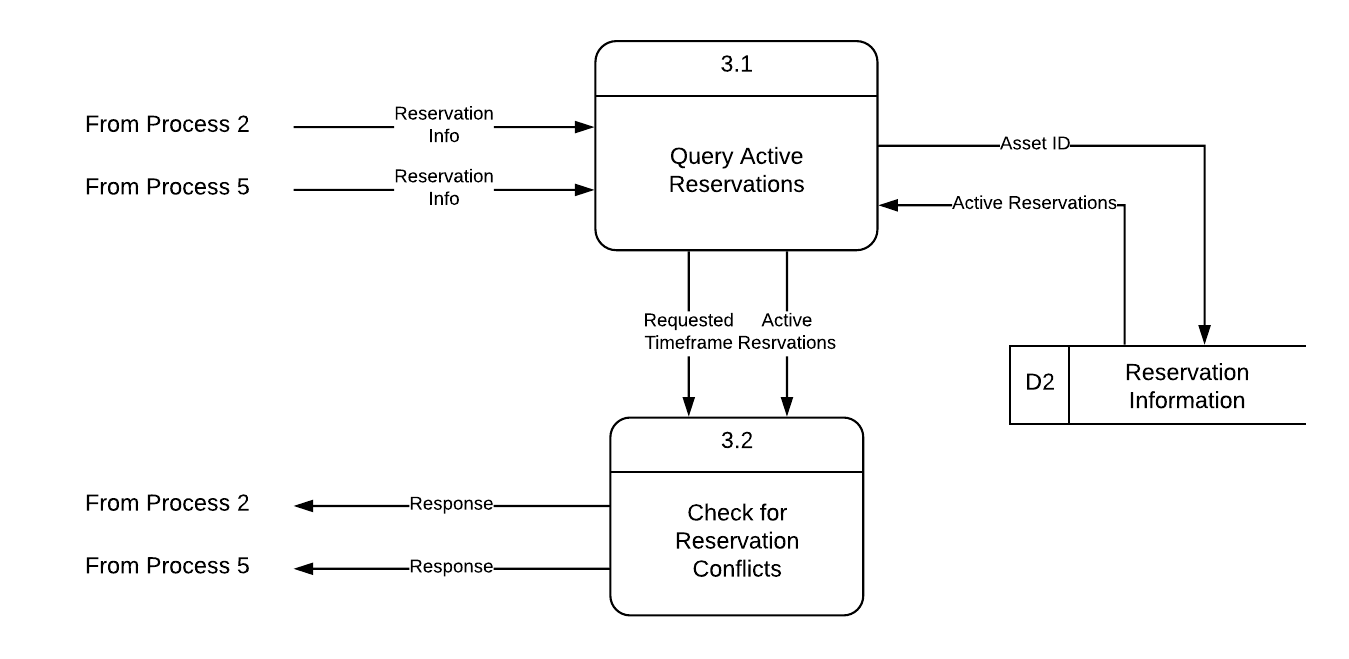 3.1
From Process 2
Reservation
Info
Query Active
Reservations
From Process 5
Reservation
Info
Asset ID
Active Reservations
Requested
Timeframe
Active
Resrvations
D2
Reservation
Information
3.2
From Process 2
Response
Check for
Reservation
Conflicts
From Process 5
Response